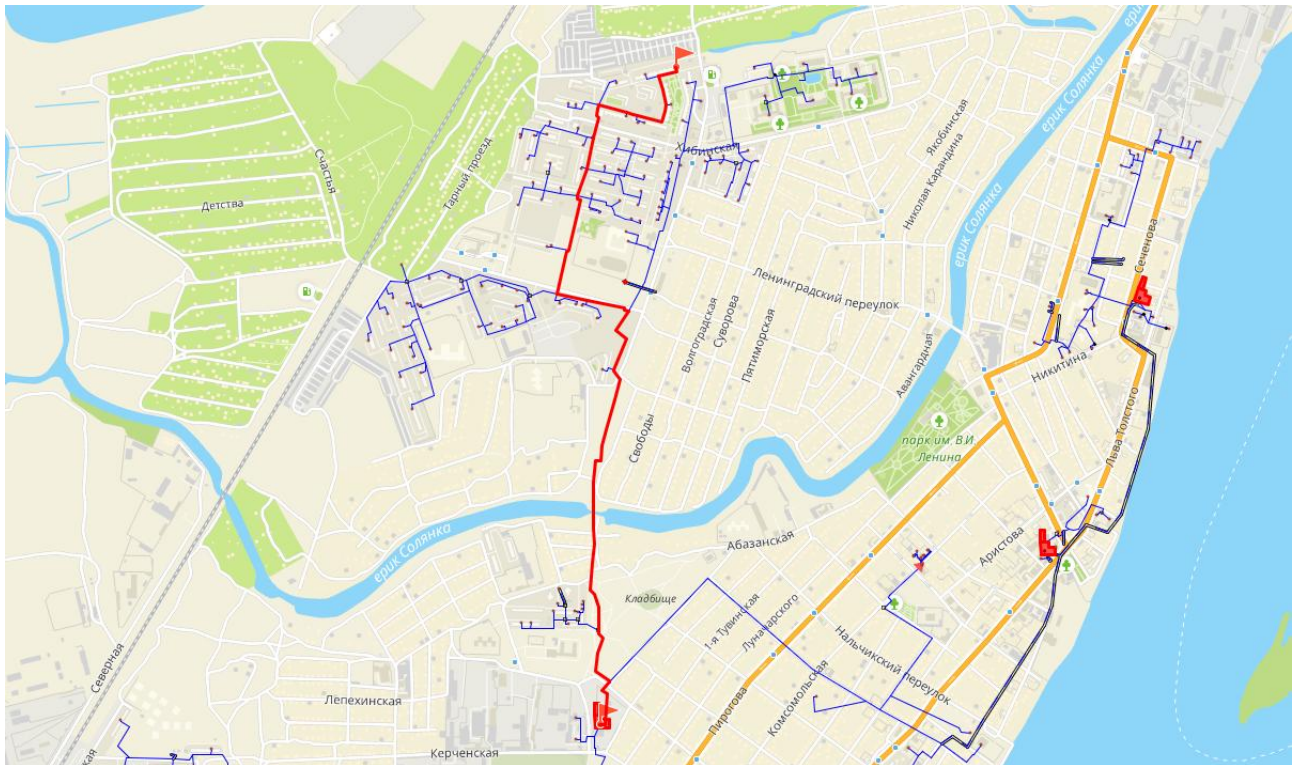 ерик Солянка
ерик Солянка
Хибинская
Якобинская
Николая Карандина
Счастья
Тарный проезд
Детства
ерик Солянка
Сеченова
Ленинградский переулок
Волгоградская
Суворова
Пятиморская
Авангардная
Никитина
Свободы
парк им. В.И.
Ленина
Льва Толстого
ерик Солянка
Абазанская
Аристова
Кладбище
1-я Тувинская
Луначарского
Нальчикский переулок
Северная
Лепехинская
Пирогова
Комсомольская
Керченская